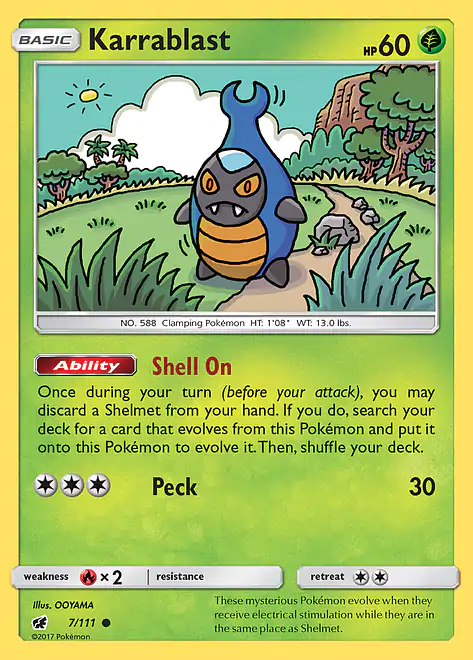 BASIC Karrablast HP 60
NO. 588 Clamping Pokémon HT: 1'08" WT: 13.0 lbs.
Ability Shell On
Once during your turn (before your attack), you may
discard a Shelmet from your hand. If you do, search your
deck for a card that evolves from this Pokémon and put it
onto this Pokémon to evolve it. Then, shuffle your deck.
Peck 30
weakness × 2 resistance retreat
Illus. OOYAMA
7/111
©2017 Pokémon
These mysterious Pokémon evolve when they
receive electrical stimulation while they are in
the same place as Shelmet.